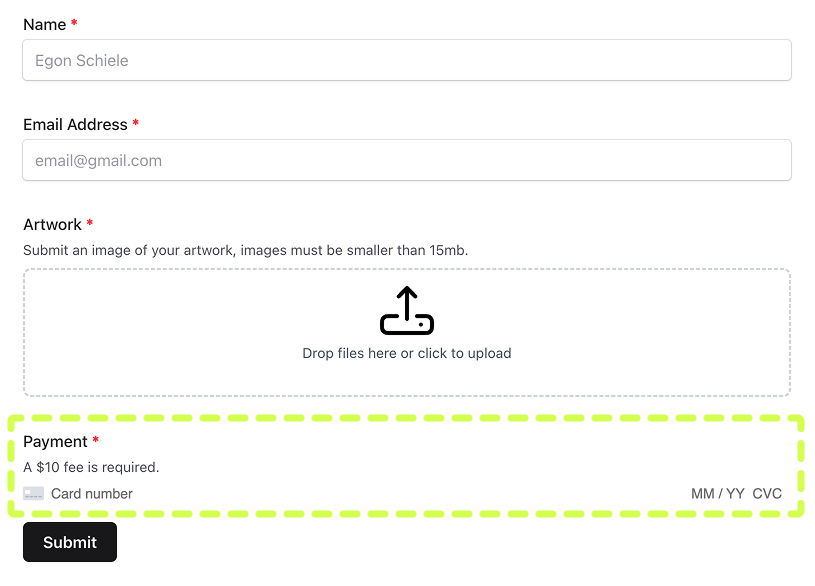 Name *
Egon Schiele
Email Address *
email@gmail.com
Artwork *
Submit an image of your artwork, images must be smaller than 15mb.
Drop files here or click to upload
Payment *
A $10 fee is required.
Card number MM / YY CVC
Submit